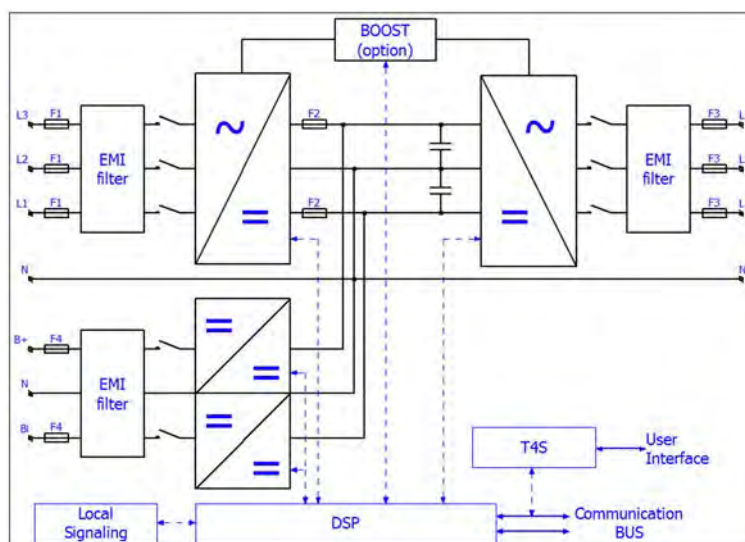 BOOST
(option)
L3
F1
F2
F3
L
EMI
filter
EMI
filter
L2
F1
F3
L
L1
F1
F2
F3
L
N
N
B+
F4
EMI
filter
N
B
F4
T4S
User
Interface
Local
Signaling
DSP
Communication
BUS